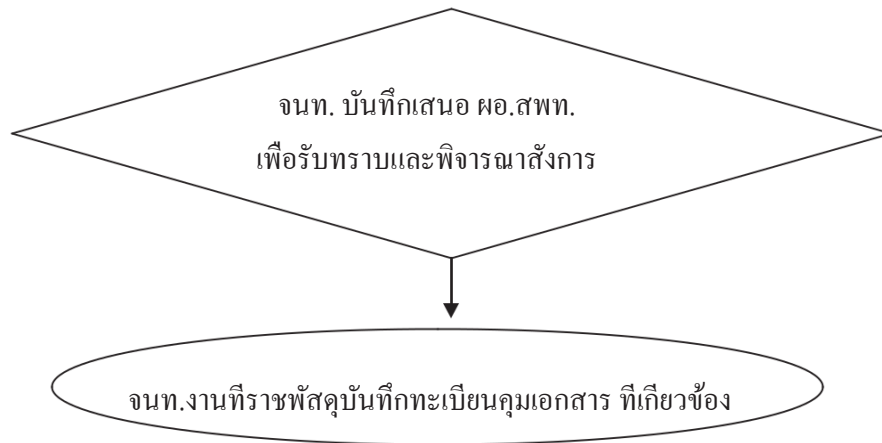 จนท. บันทึกเสนอ ผอ.สพท.
เพือรับทราบและพิจารณาสังการ
จนท.งานทีราชพัสดุบันทึกทะเบียนคุมเอกสาร ทีเกียวข้อง